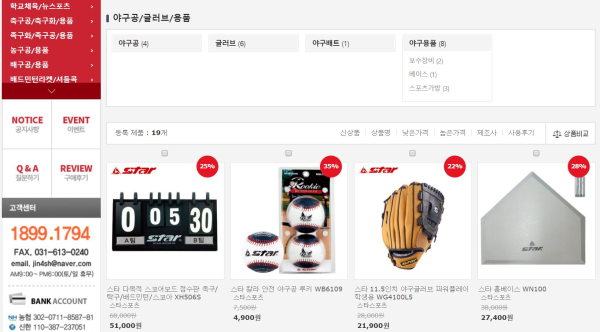 학교체육/뉴스포츠
축구공/축구화/용품
족구화/족구공/용품
농구공/용품
배구공/용품
배드민턴라켓/셔틀콕
NOTICE
공지사항
EVENT
이벤트
Q & A
질문하기
REVIEW
구매후기
고객센터
1899.1794
FAX. 031-613-0240
email. jin4sh@naver.com
AM9:00~ PM6:00(토/일 휴무)
BANK ACCOUNT
NH 농협 302-0711-8587-81
신한 110-387-237051
야구공/글러브/용품
야구공 (4)
글러브 (6)
야구배트 (1)
야구용품 (8)
포수장비 (2)
베이스 (1)
스포츠가방 (3)
등록 제품 : 19개
신상품
상품명
낮은가격
높은가격
제조사
사용후기
상품비교
star
25%
0 0 5 30
A팀
B팀
star
스타 다목적 스코어보드 점수판 족구/
탁구/배드민턴/스코아 XH506S
스타스포츠
68,000원
51,000원
35%
star
Rookie
스타 칼라 안전 야구공 루키 WB6109
스타스포츠
7,500원
4,900원
star
22%
스타 11.5인치 야구글러브 파워플레이
학생용 WG4100L5
스타스포츠
28,000원
21,900원
28%
star
스타 홈베이스 WN100
스타스포츠
38,000원
27,400원